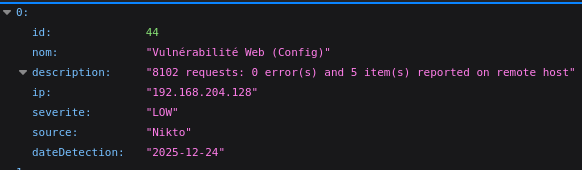 0:
id: 44
nom: "Vulnérabilité Web (Config)"
description: "8102 requests: 0 error(s) and 5 item(s) reported on remote host"
ip: "192.168.204.128"
severite: "LOW"
source: "Nikto"
dateDetection: "2025-12-24"